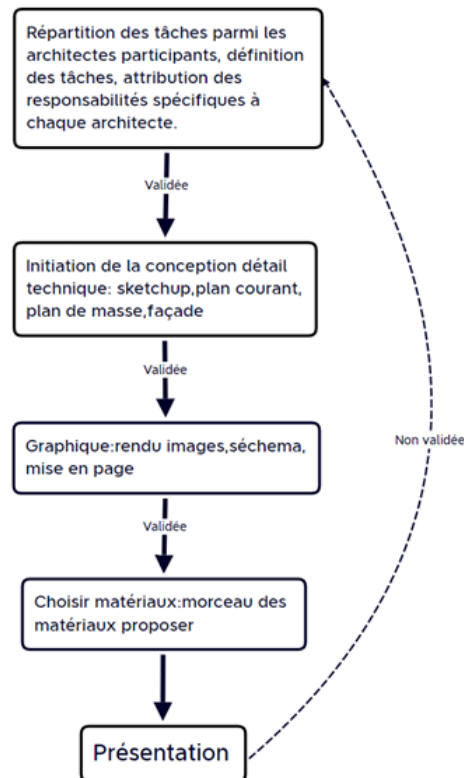 Répartition de tâches parmi les
architectes participants, définition
des tâches, attribution des
responsabilités spécifiques à
chaque architecte.
Validée
Initiation de la conception détail
technique: sketchup,plan courant,
plan de masse,façade
Validée
Non validée
Graphique:rendu images,séchema,
mise en page
Validée
Choisir matériaux:morceau des
matériaux proposer
Présentation